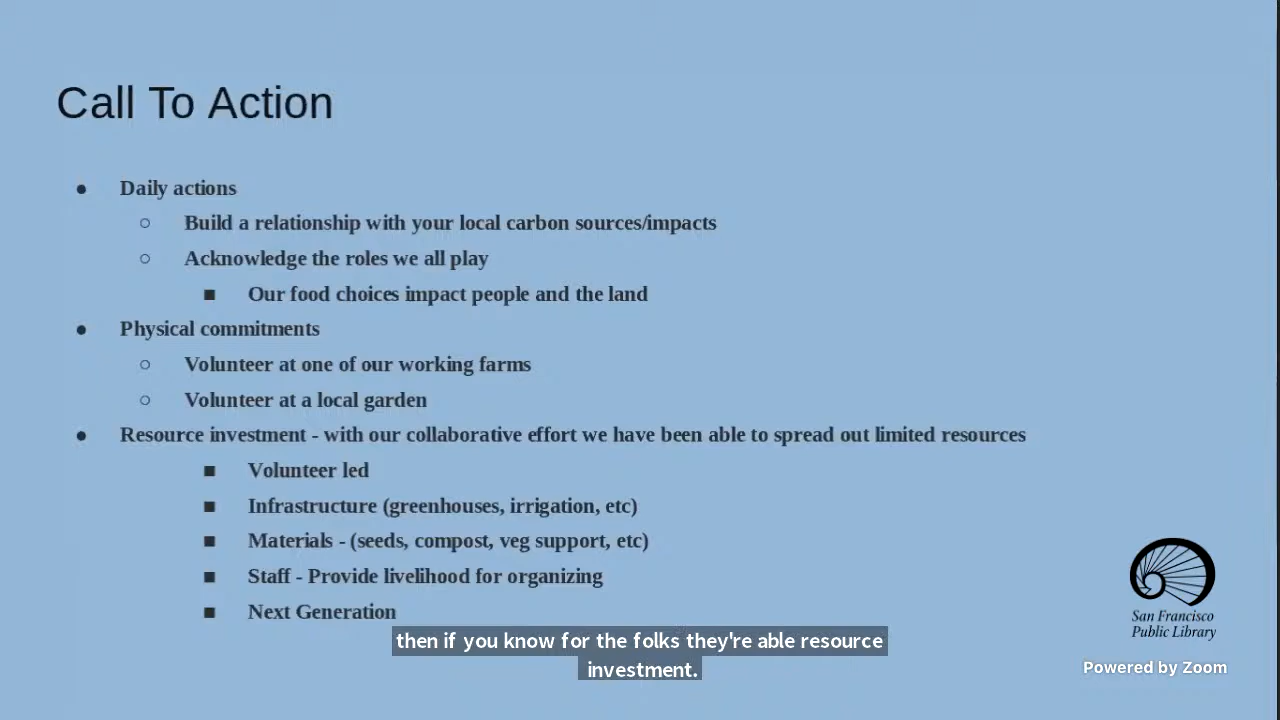 Call To Action
● Daily actions
○ Build a relationship with your local carbon sources/impacts
○ Acknowledge the roles we all play
■ Our food choices impact people and the land
● Physical commitments
○ Volunteer at one of our working farms
○ Volunteer at a local garden
● Resource investment - with our collaborative effort we have been able to spread out limited resources
■ Volunteer led
■ Infrastructure (greenhouses, irrigation, etc)
■ Materials - (seeds, compost, veg support, etc)
■ Staff - Provide livelihood for organizing
■ Next Generation
then if you know for the folks they're able resource
investment.
San Francisco
Public Library
Powered by Zoom